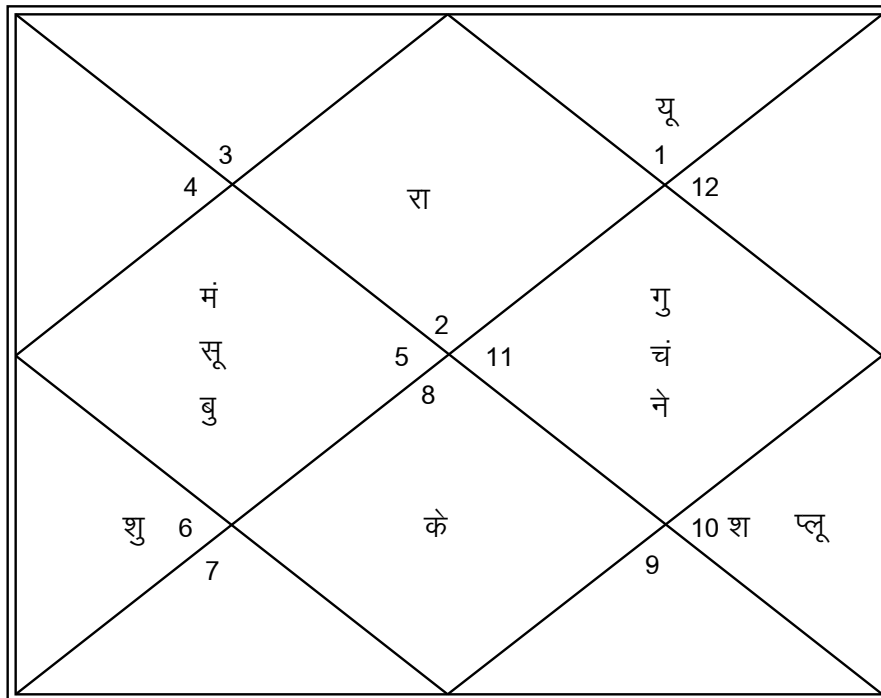 यू
3 1
4 रा 12
मं गु
2
सू 5 11 चं
8
बु ने
शु 6 के 10 श प्लू
7 9